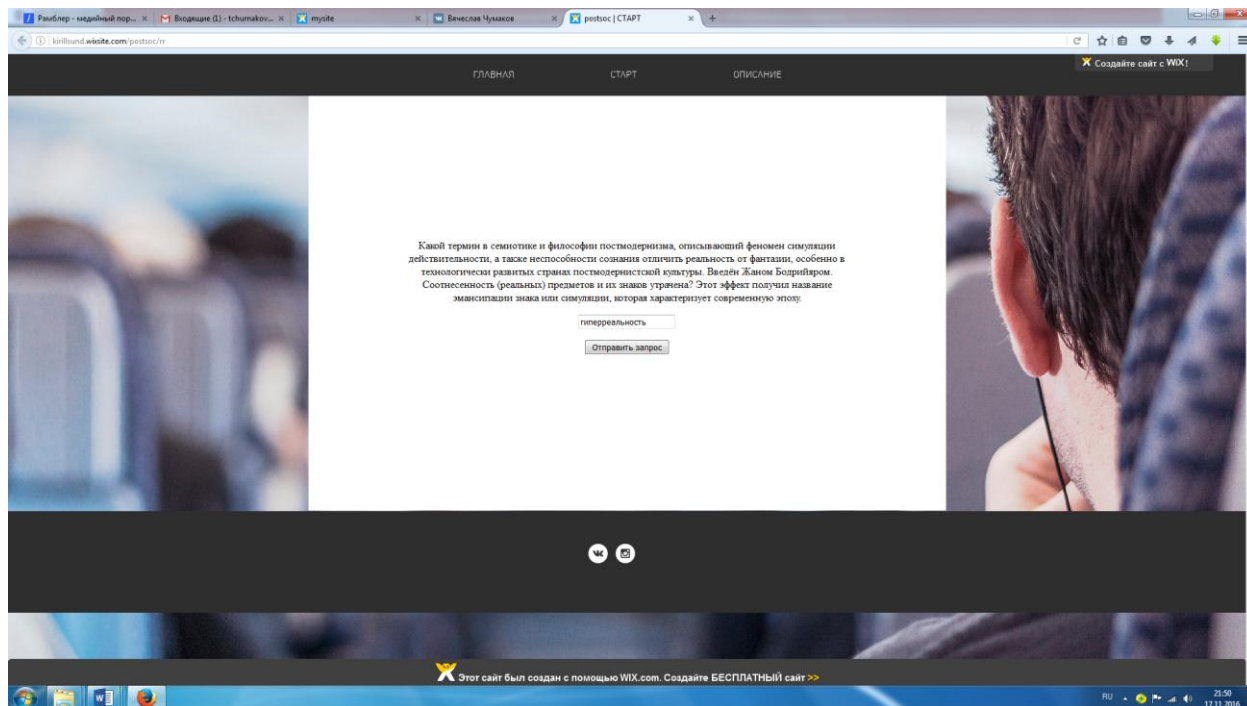 Рамблер - медийный пор...
Входящие (1) - tchumakov...
mysite
Вячеслав Чумаков
postsoc | СТАРТ
kirillsund.wixsite.com/postsoc/rr
ГЛАВНАЯ
СТАРТ
ОПИСАНИЕ
Создайте сайт с WIX!
Какой термин в семиотике и философии постмодернизма, описывающий феномен симуляции
действительности, а также неспособности сознания отличить реальность от фантазии, особенно в
технологически развитых странах постмодернистской культуры. Введён Жаном Бодрийяром.
Соотнесенность (реальных) предметов и их знаков утрачена? Этот эффект получил название
эмансипации знака или симуляции, которая характеризует современную эпоху.
гиперреальность
Отправить запрос
Этот сайт был создан с помощью WIX.com. Создайте БЕСПЛАТНЫЙ сайт >>
RU
21:50
17.11.2016